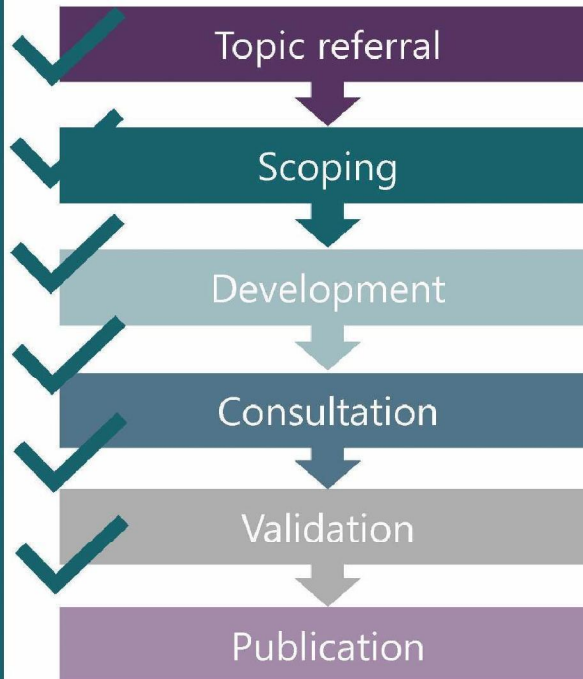 Topic referral
Scoping
Development
Consultation
Validation
Publication